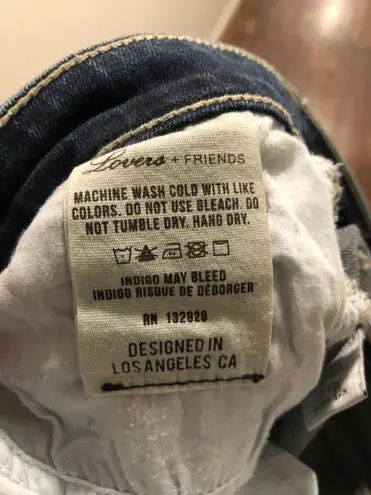 Lovers + FRIENDS
MACHINE WASH COLD WITH LIKE
COLORS. DO NOT USE BLEACH. DO
NOT TUMBLE DRY. HANG DRY.
INDIGO MAY BLEED
INDIGO RISQUE DE DÉGORGER
RN 132829
DESIGNED IN
LOS ANGELES CA